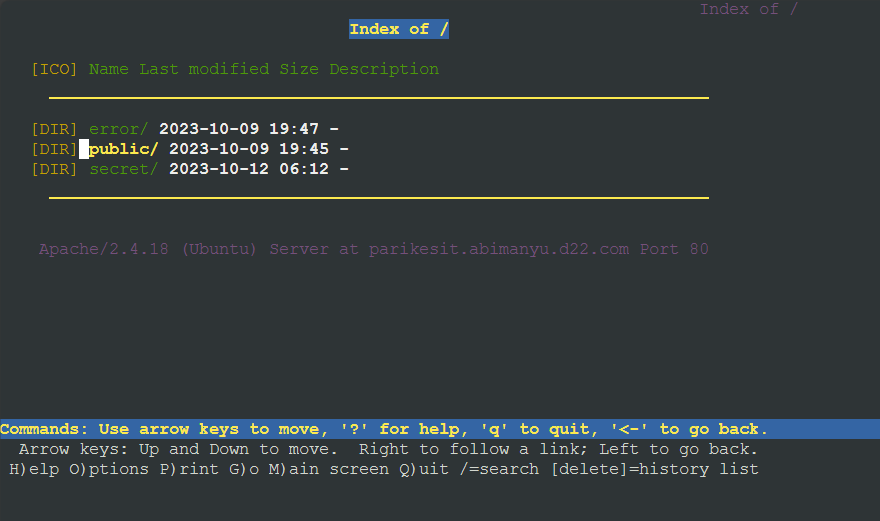 Index of /
Index of /
[ICO] Name Last modified Size Description
[DIR] error/ 2023-10-09 19:47 -
[DIR] public/ 2023-10-09 19:45 -
[DIR] secret/ 2023-10-12 06:12 -
Apache/2.4.18 (Ubuntu) Server at parikesit.abimanyu.d22.com Port 80
Commands: Use arrow keys to move, '?' for help, 'q' to quit, '<-' to go back.
Arrow keys: Up and Down to move. Right to follow a link; Left to go back.
H)elp O)ptions P)rint G)o M)ain screen Q)uit /=search [delete]=history list